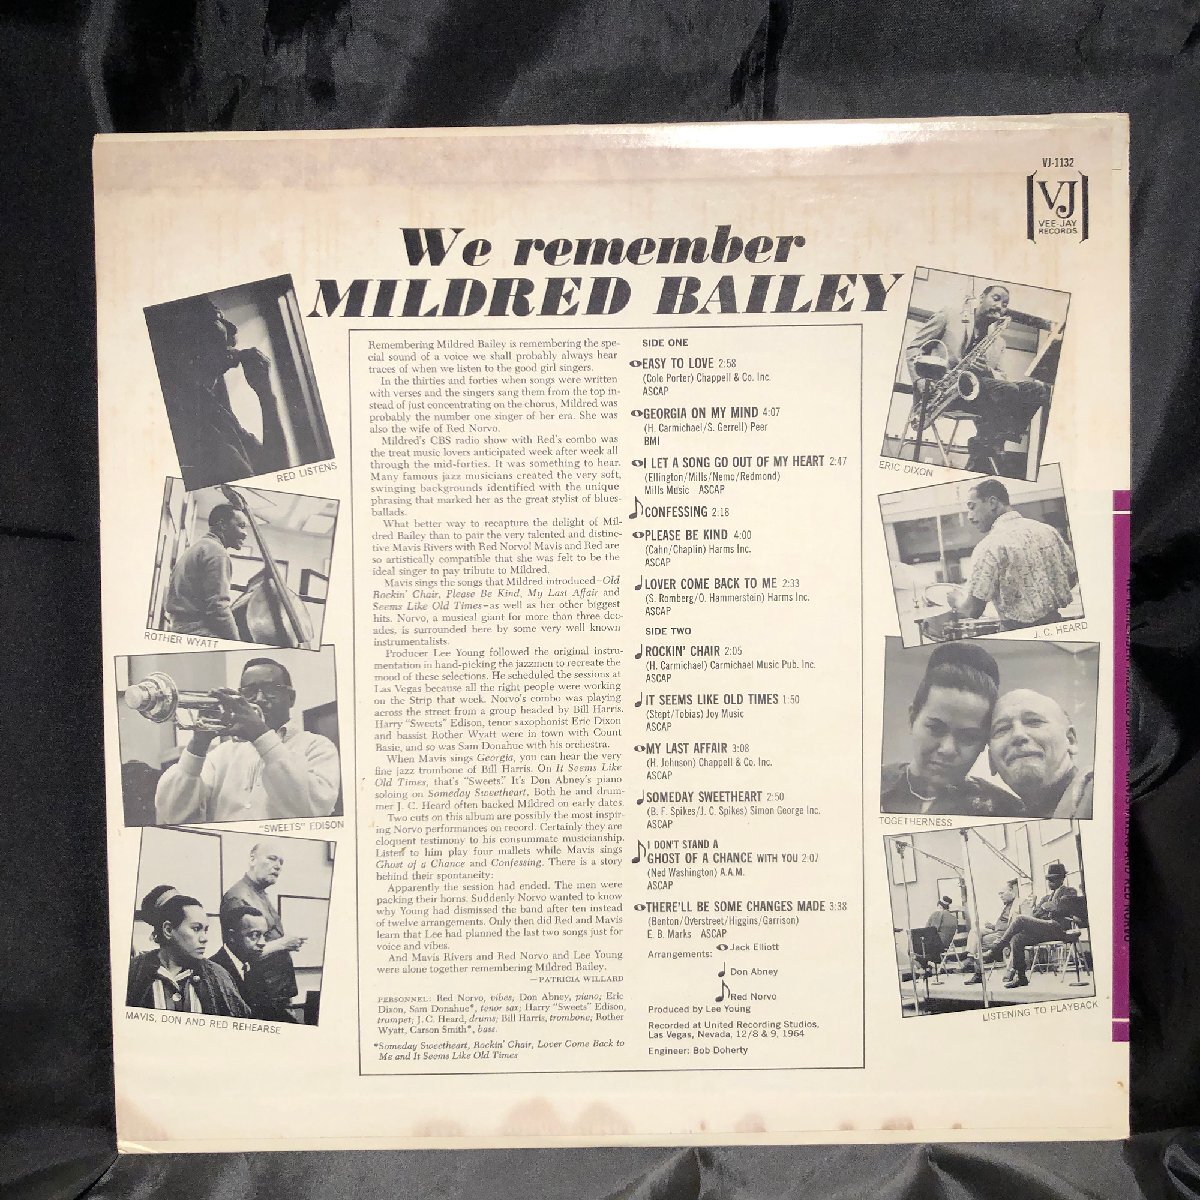 VJ-1132
VJ
VEE-JAY
RECORDS
We remember
MILDRED BAILEY
Remembering Mildred Bailey is remembering the spe-
cial sound of a voice we shall probably always hear
traces of when we listen to the good girl singers.
In the thirties and forties when songs were written
with verses and the singers sang them from the top in-
stead of just concentrating on the chorus, Mildred was
probably the number one singer of her era. She was
also the wife of Red Norvo.
Mildred's CBS radio show with Red's combo was
the treat music lovers anticipated week after week all
through the mid-forties. It was something to hear.
Many famous jazz musicians created the very soft,
swinging backgrounds identified with the unique
phrasing that marked her as the great stylist of blues-
ballads.
What better way to recapture the delight of Mil-
dred Bailey than to pair the very talented and distinc-
tive Mavis Rivers with Red Norvo! Mavis and Red are
so artistically compatible that she was felt to be the
ideal singer to pay tribute to Mildred.
Mavis sings the songs that Mildred introduced—Old
Rockin' Chair, Please Be Kind, My Last Affair and
Seems Like Old Times—as well as her other biggest
hits. Norvo, a musical giant for more than three dec-
ades, is surrounded here by some very well known
instrumentalists.
Producer Lee Young followed the original instru-
mentation in hand-picking the jazzmen to recreate the
mood of these selections. He scheduled the sessions at
Las Vegas because all the right people were working
on the Strip that week. Norvo's combo was playing
across the street from a group headed by Bill Harris.
Harry "Sweets" Edison, tenor saxophonist Eric Dixon
and bassist Rother Wyatt were in town with Count
Basie, and so was Sam Donahue with his orchestra.
When Mavis sings Georgia, you can hear the very
fine jazz trombone of Bill Harris. On It Seems Like
Old Times, that's "Sweets." It's Don Abney's piano
soloing on Someday Sweetheart. Both he and drum-
mer J. C. Heard often backed Mildred on early dates.
Two cuts on this album are possibly the most inspir-
ing Norvo performances on record. Certainly they are
eloquent testimony to his consummate musicianship.
Listen to him play four mallets while Mavis sings
Ghost of a Chance and Confessing. There is a story
behind their spontaneity:
Apparently the session had ended. The men were
packing their horns. Suddenly Norvo wanted to know
why Young had dismissed the band after ten instead
of twelve arrangements. Only then did Red and Mavis
learn that Lee had planned the last two songs just for
voice and vibes.
And Mavis Rivers and Red Norvo and Lee Young
were alone together remembering Mildred Bailey.
—PATRICIA WILLARD
PERSONNEL: Red Norvo, vibes; Don Abney, piano; Eric
Dixon, Sam Donahue*, tenor sax; Harry "Sweets" Edison,
trumpet; J. C. Heard, drums; Bill Harris, trombone; Rother
Wyatt, Carson Smith*, bass.
*Someday Sweetheart, Rockin' Chair, Lover Come Back to
Me and It Seems Like Old Times
SIDE ONE
EASY TO LOVE 2:58
(Cole Porter) Chappell & Co. Inc.
ASCAP
GEORGIA ON MY MIND 4:07
(H. Carmichael/S. Gerrell) Peer
BMI
I LET A SONG GO OUT OF MY HEART 2:47
(Ellington/Mills/Nemo/Redmond)
Mills Music ASCAP
CONFESSING 2:18
PLEASE BE KIND 4:00
(Cahn/Chaplin) Harms Inc.
ASCAP
LOVER COME BACK TO ME 2:33
(S. Romberg/O. Hammerstein) Harms Inc.
ASCAP
SIDE TWO
ROCKIN' CHAIR 2:05
(H. Carmichael) Carmichael Music Pub. Inc.
ASCAP
IT SEEMS LIKE OLD TIMES 1:50
(Stept/Tobias) Joy Music
ASCAP
MY LAST AFFAIR 3:08
(H. Johnson) Chappell & Co. Inc.
ASCAP
SOMEDAY SWEETHEART 2:50
(B. F. Spikes/J. C. Spikes) Simon George Inc.
ASCAP
I DON'T STAND A
GHOST OF A CHANCE WITH YOU 2:07
(Ned Washington) A.A.M.
ASCAP
THERE'LL BE SOME CHANGES MADE 3:38
(Benton/Overstreet/Higgins/Garrison)
E. B. Marks ASCAP
Arrangements: Jack Elliott
Don Abney
Red Norvo
Produced by Lee Young
Recorded at United Recording Studios,
Las Vegas, Nevada, 12/8 & 9, 1964
Engineer: Bob Doherty
RED LISTENS
ROTHER WYATT
"SWEETS" EDISON
MAVIS, DON AND RED REHEARSE
ERIC DIXON
J. C. HEARD
TOGETHERNESS
LISTENING TO PLAYBACK